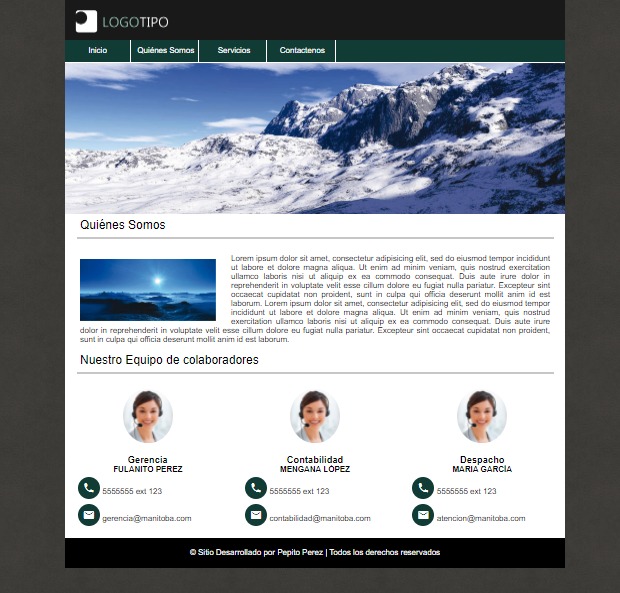 LOGOTIPO
Inicio Quiénes Somos Servicios Contactenos
Quiénes Somos
Lorem ipsum dolor sit amet, consectetur adipisicing elit, sed do eiusmod tempor incididunt
ut labore et dolore magna aliqua. Ut enim ad minim veniam, quis nostrud exercitation
ullamco laboris nisi ut aliquip ex ea commodo consequat. Duis aute irure dolor in
reprehenderit in voluptate velit esse cillum dolore eu fugiat nulla pariatur. Excepteur sint
occaecat cupidatat non proident, sunt in culpa qui officia deserunt mollit anim id est
laborum. Lorem ipsum dolor sit amet, consectetur adipisicing elit, sed do eiusmod tempor
incididunt ut labore et dolore magna aliqua. Ut enim ad minim veniam, quis nostrud
exercitation ullamco laboris nisi ut aliquip ex ea commodo consequat. Duis aute irure
dolor in reprehenderit in voluptate velit esse cillum dolore eu fugiat nulla pariatur. Excepteur sint occaecat cupidatat non proident,
sunt in culpa qui officia deserunt mollit anim id est laborum.
Nuestro Equipo de colaboradores
Gerencia
FULANITO PEREZ
5555555 ext 123
gerencia@manitoba.com
Contabilidad
MENGANA LÓPEZ
5555555 ext 123
contabilidad@manitoba.com
Despacho
MARIA GARCÍA
5555555 ext 123
atencion@manitoba.com
© Sitio Desarrollado por Pepito Perez | Todos los derechos reservados